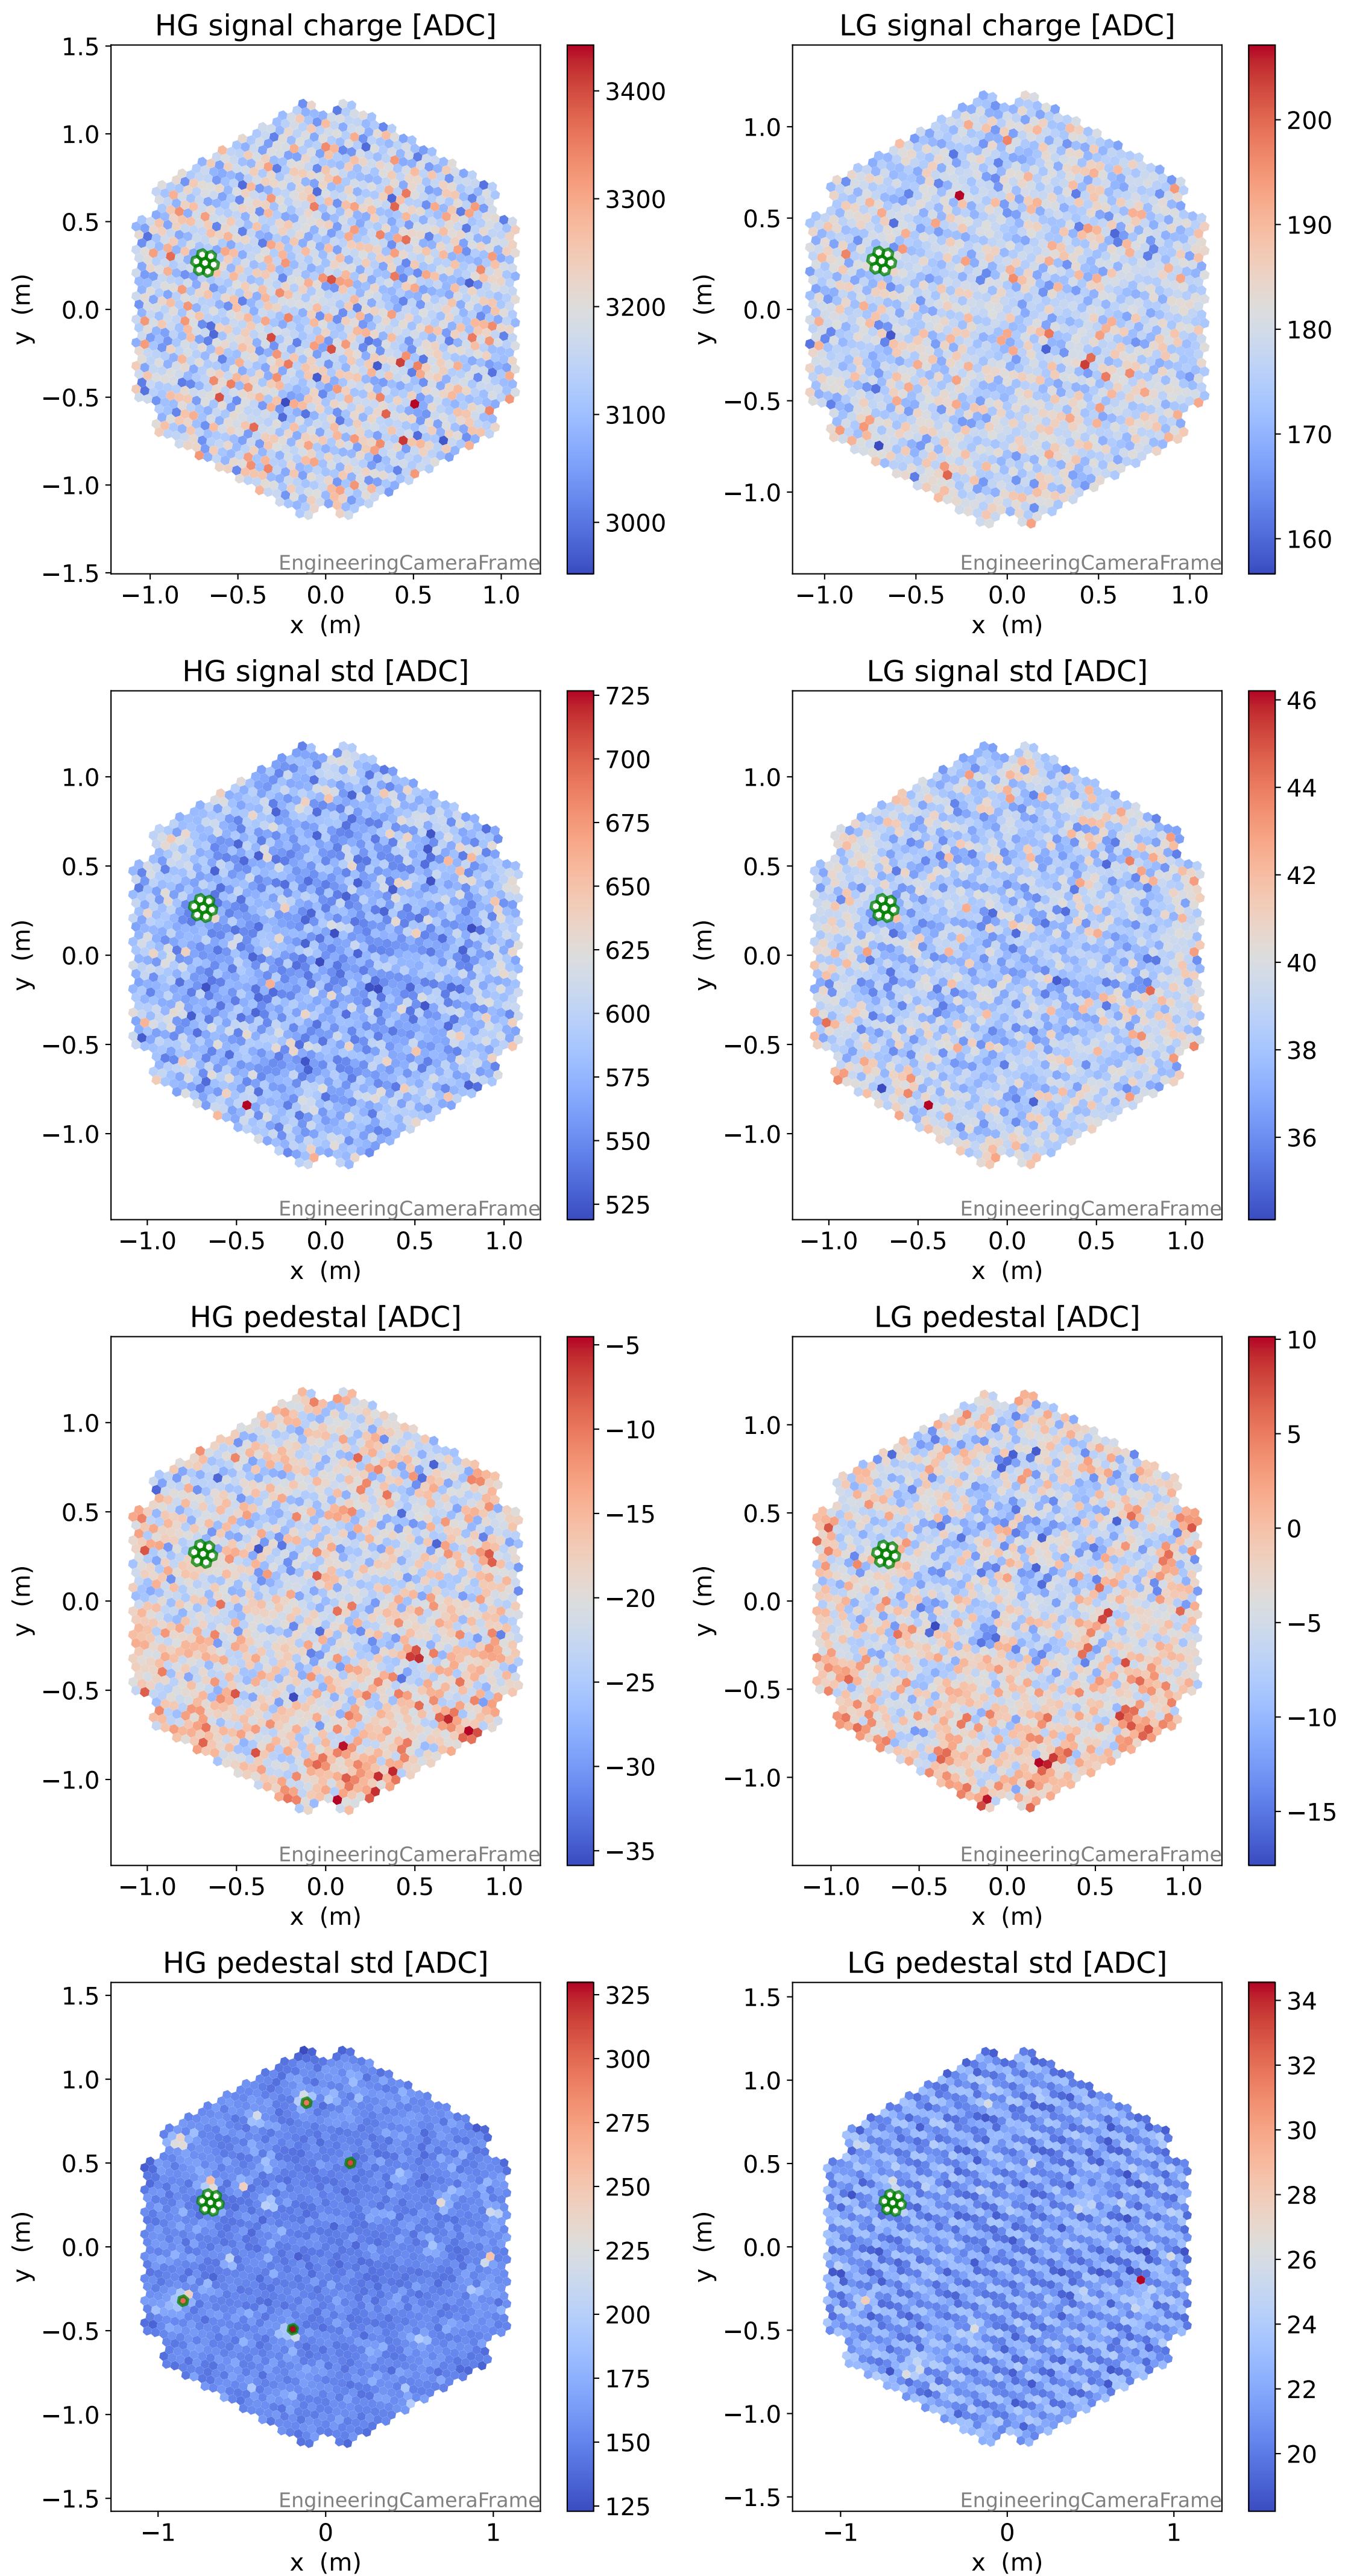 HG signal charge [ADC]
1.5
1.0
0.5
0.0
−0.5
−1.0
−1.5
y (m)
−1.0 −0.5 0.0 0.5 1.0
x (m)
EngineeringCameraFrame
3400
3300
3200
3100
3000
LG signal charge [ADC]
1.0
0.5
0.0
−0.5
−1.0
y (m)
−1.0 −0.5 0.0 0.5 1.0
x (m)
EngineeringCameraFrame
200
190
180
170
160
HG signal std [ADC]
1.0
0.5
0.0
−0.5
−1.0
y (m)
−1.0 −0.5 0.0 0.5 1.0
x (m)
EngineeringCameraFrame
725
700
675
650
625
600
575
550
525
LG signal std [ADC]
1.0
0.5
0.0
−0.5
−1.0
y (m)
−1.0 −0.5 0.0 0.5 1.0
x (m)
EngineeringCameraFrame
46
44
42
40
38
36
HG pedestal [ADC]
1.0
0.5
0.0
−0.5
−1.0
y (m)
−1.0 −0.5 0.0 0.5 1.0
x (m)
EngineeringCameraFrame
−5
−10
−15
−20
−25
−30
−35
LG pedestal [ADC]
1.0
0.5
0.0
−0.5
−1.0
y (m)
−1.0 −0.5 0.0 0.5 1.0
x (m)
EngineeringCameraFrame
10
5
0
−5
−10
−15
HG pedestal std [ADC]
1.5
1.0
0.5
0.0
−0.5
−1.0
−1.5
y (m)
−1 0 1
x (m)
EngineeringCameraFrame
325
300
275
250
225
200
175
150
125
LG pedestal std [ADC]
1.5
1.0
0.5
0.0
−0.5
−1.0
−1.5
y (m)
−1 0 1
x (m)
EngineeringCameraFrame
34
32
30
28
26
24
22
20